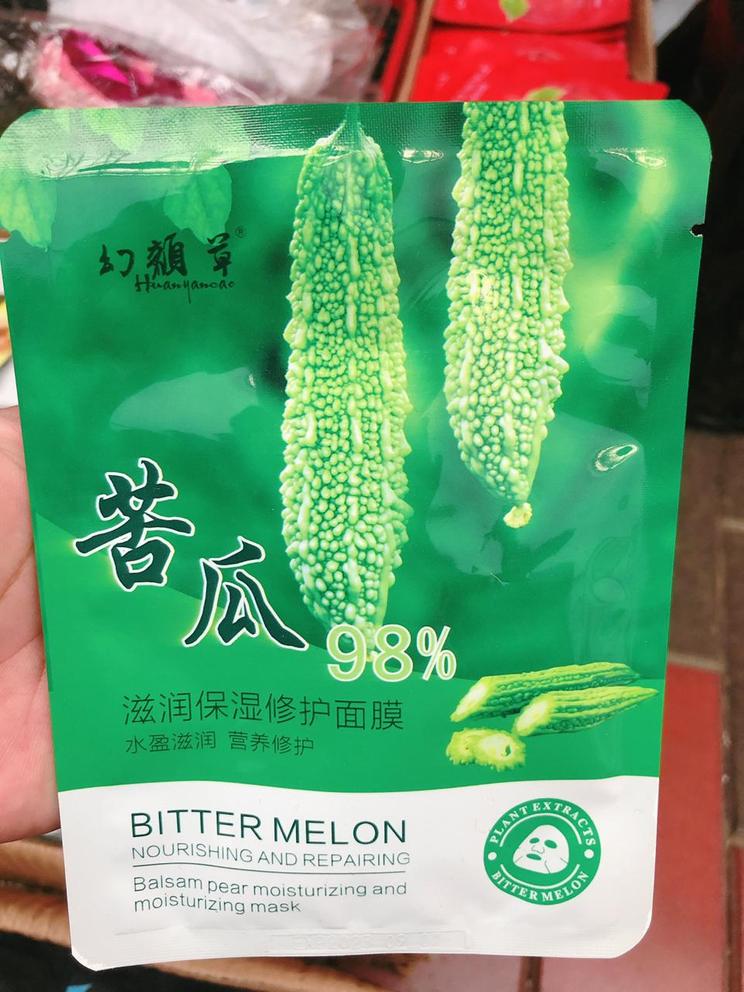 幻顏草®
Huanyancao
苦瓜
98%
滋润保湿修护面膜
水盈滋润 营养修护
BITTER MELON
NOURISHING AND REPAIRING
Balsam pear moisturizing and
moisturizing mask
PLANT EXTRACTS
BITTER MELON